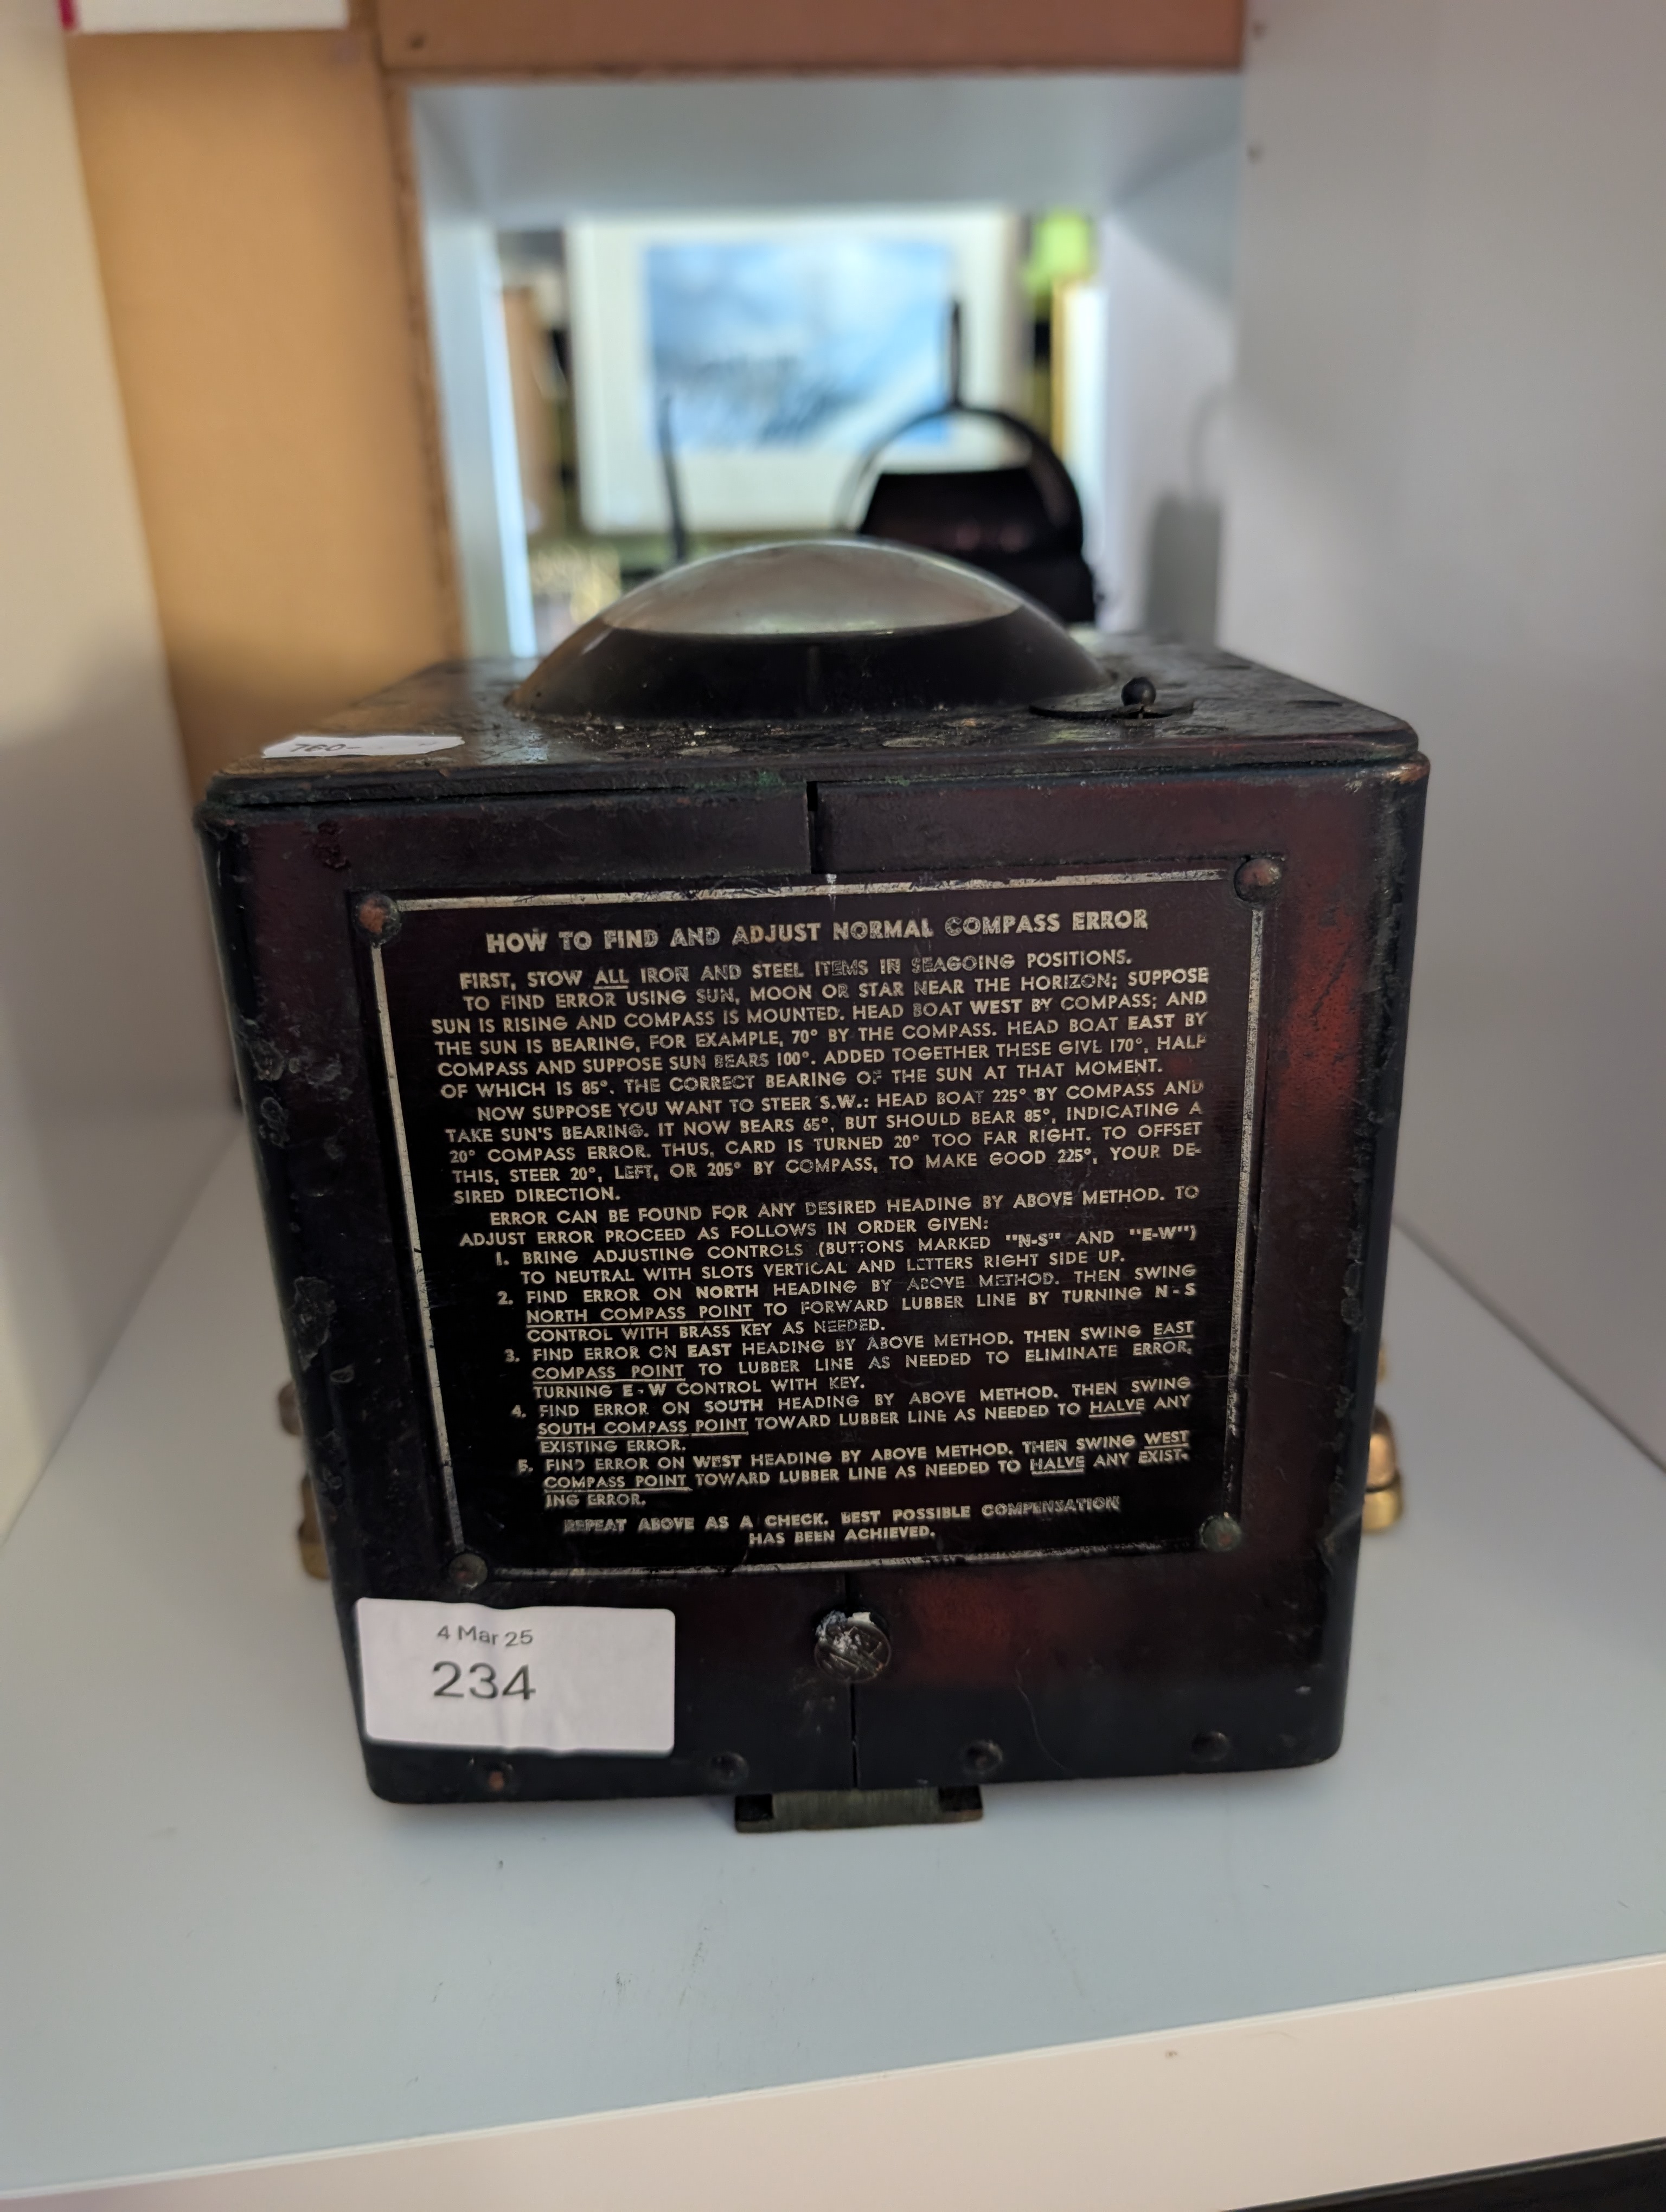 760-
HOW TO FIND AND ADJUST NORMAL COMPASS ERROR
FIRST, STOW ALL IRON AND STEEL ITEMS IN SEAGOING POSITIONS.
TO FIND ERROR USING SUN, MOON OR STAR NEAR THE HORIZON; SUPPOSE
SUN IS RISING AND COMPASS IS MOUNTED. HEAD BOAT WEST BY COMPASS; AND
THE SUN IS BEARING, FOR EXAMPLE, 70° BY THE COMPASS. HEAD BOAT EAST BY
COMPASS AND SUPPOSE SUN BEARS 100°. ADDED TOGETHER THESE GIVE 170°, HALF
OF WHICH IS 85°. THE CORRECT BEARING OF THE SUN AT THAT MOMENT.
NOW SUPPOSE YOU WANT TO STEER S.W.: HEAD BOAT 225° BY COMPASS AND
TAKE SUN'S BEARING. IT NOW BEARS 65°, BUT SHOULD BEAR 85°, INDICATING A
20° COMPASS ERROR. THUS, CARD IS TURNED 20° TOO FAR RIGHT. TO OFFSET
THIS, STEER 20°, LEFT, OR 205° BY COMPASS, TO MAKE GOOD 225°, YOUR DE-
SIRED DIRECTION.
ERROR CAN BE FOUND FOR ANY DESIRED HEADING BY ABOVE METHOD. TO
ADJUST ERROR PROCEED AS FOLLOWS IN ORDER GIVEN:
1. BRING ADJUSTING CONTROLS (BUTTONS MARKED "N-S" AND "E-W")
TO NEUTRAL WITH SLOTS VERTICAL AND LETTERS RIGHT SIDE UP.
2. FIND ERROR ON NORTH HEADING BY ABOVE METHOD. THEN SWING
NORTH COMPASS POINT TO FORWARD LUBBER LINE BY TURNING N-S
CONTROL WITH BRASS KEY AS NEEDED.
3. FIND ERROR ON EAST HEADING BY ABOVE METHOD. THEN SWING EAST
COMPASS POINT TO LUBBER LINE AS NEEDED TO ELIMINATE ERROR,
TURNING E-W CONTROL WITH KEY.
4. FIND ERROR ON SOUTH HEADING BY ABOVE METHOD. THEN SWING
SOUTH COMPASS POINT TOWARD LUBBER LINE AS NEEDED TO HALVE ANY
EXISTING ERROR.
5. FIND ERROR ON WEST HEADING BY ABOVE METHOD. THEN SWING WEST
COMPASS POINT TOWARD LUBBER LINE AS NEEDED TO HALVE ANY EXIST-
ING ERROR.
REPEAT ABOVE AS A CHECK. BEST POSSIBLE COMPENSATION
HAS BEEN ACHIEVED.
4 Mar 25
234